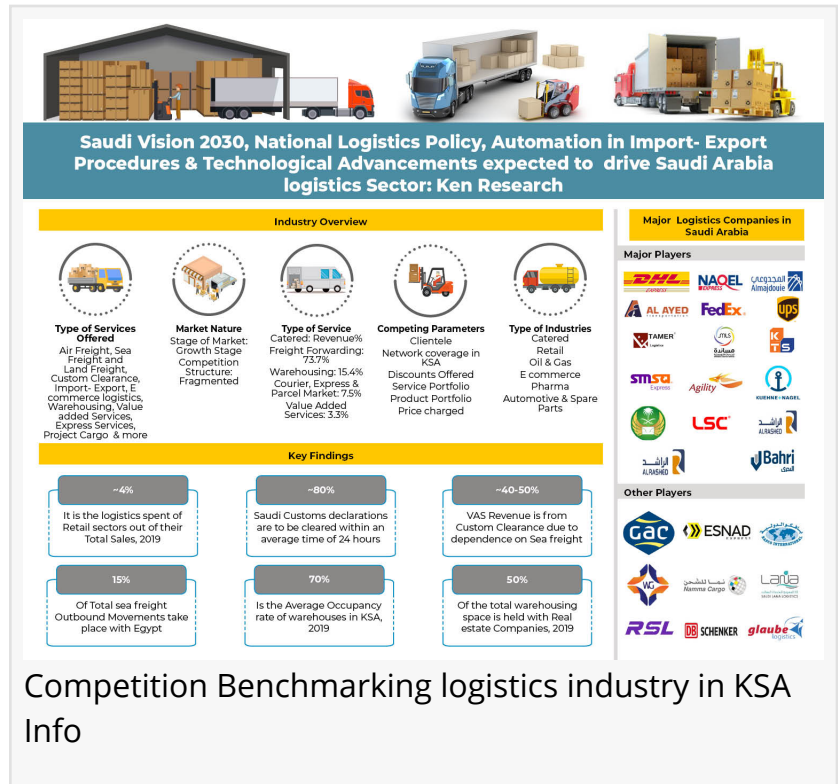 Saudi Vision 2030, National Logistics Policy, Automation in Import- Export
Procedures & Technological Advancements expected to drive Saudi Arabia
logistics Sector: Ken Research
Industry Overview
Type of Services
Offered
Air Freight, Sea
Freight and
Land Freight,
Custom Clearance,
Import- Export, E
commerce logistics,
Warehousing, Value
added Services,
Express Services,
Project Cargo & more
Market Nature
Stage of Market:
Growth Stage
Competition
Structure:
Fragmented
Type of Service
Catered: Revenue%
Freight Forwarding:
73.7%
Warehousing: 15.4%
Courier, Express &
Parcel Market: 7.5%
Value Added
Services: 3.3%
Competing Parameters
Clientele
Network coverage in
KSA
Discounts Offered
Service Portfolio
Product Portfolio
Price charged
Type of Industries
Catered
Retail
Oil & Gas
E commerce
Pharma
Automotive & Spare
Parts
Key Findings
~4%
It is the logistics spent of
Retail sectors out of their
Total Sales, 2019
~80%
Saudi Customs declarations
are to be cleared within an
average time of 24 hours
~40-50%
VAS Revenue is from
Custom Clearance due to
dependence on Sea freight
15%
Of Total sea freight
Outbound Movements take
place with Egypt
70%
Is the Average Occupancy
rate of warehouses in KSA,
2019
50%
Of the total warehousing
space is held with Real
estate Companies, 2019
Major Logistics Companies in
Saudi Arabia
Major Players
DHL
EXPRESS
NAQEL
EXPRESS
المجدوعي
Almajdouie
AL AYED
FedEx
ups
TAMER
Logistics
SMLS
مساندة
KTS
smsa
Express
Agility
KUEHNE+NAGEL
LSC
الراشد
ALRASHED
الراشد
ALRASHED
Bahri
البحري
Other Players
GAC
ESNAD
EXPRESS
WG
نما للشحن
Namma Cargo
Laria
RSL
DB SCHENKER
glaube
logistics
Competition Benchmarking logistics industry in KSA
Info